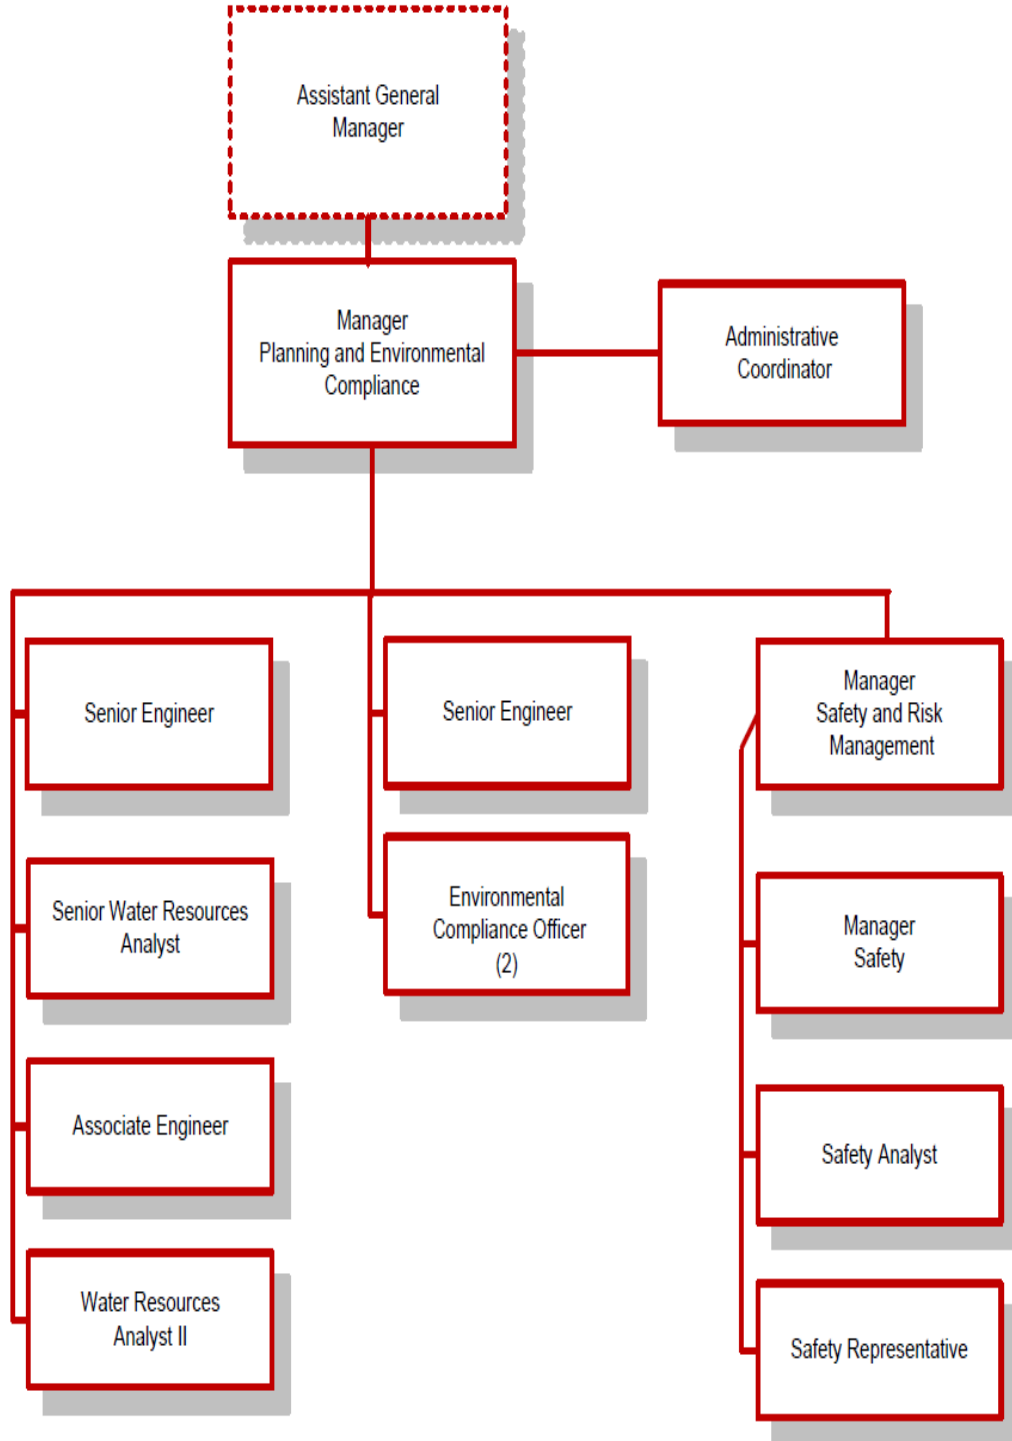 Assistant General
Manager
Manager
Planning and Environmental
Compliance
Administrative
Coordinator
Senior Engineer
Senior Water Resources
Analyst
Associate Engineer
Water Resources
Analyst II
Senior Engineer
Environmental
Compliance Officer
(2)
Manager
Safety and Risk
Management
Manager
Safety
Safety Analyst
Safety Representative